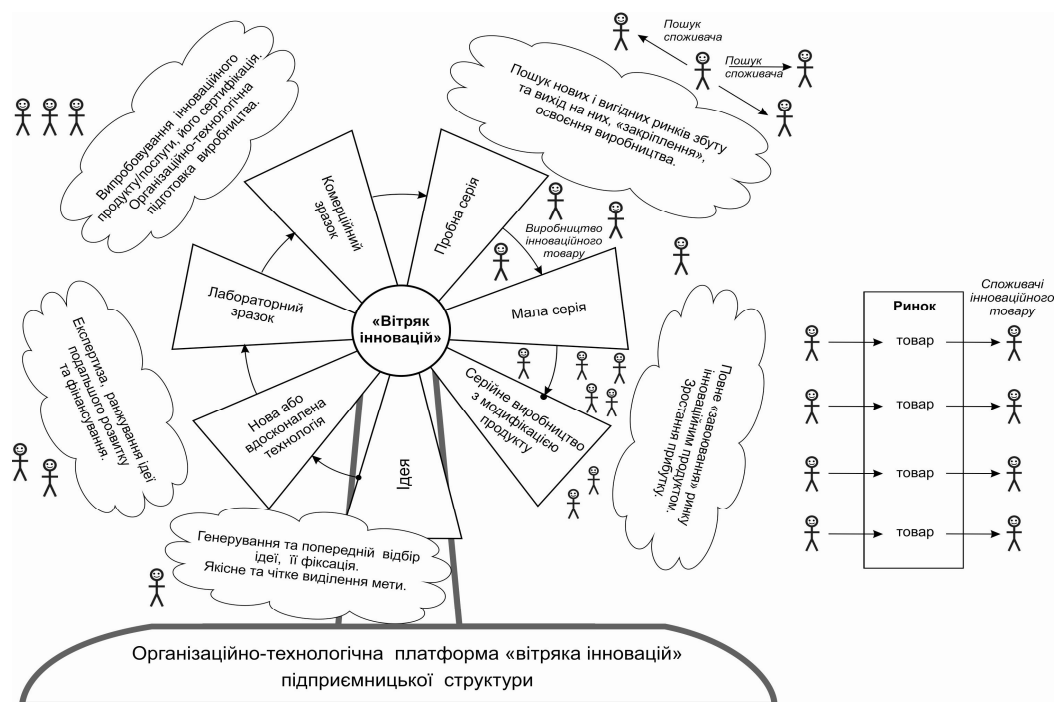 Пошук
споживача
Пошук
споживача
Випробовування інноваційного
продукту/послуги, його сертифікація.
Організаційно-технологічна
підготовка виробництва.
Пошук нових і вигідних ринків збуту
та вихід на них, «закріплення»,
освоєння виробництва.
Комерційний
зразок
Пробна серія
Виробництво
інноваційного
товару
Лабораторний
зразок
«Вітряк
інновацій»
Мала серія
Експертиза, ранжування ідеї
подальшого розвитку
та фінансування.
Нова або
вдосконалена
технологія
Ідея
Серійне виробництво
з модифікацією
продукту
Повне «завоювання» ринку
інноваційним продуктом.
Зростання прибутку.
Ринок
Споживачі
інноваційного
товару
товар
товар
товар
товар
Генерування та попередній відбір
ідеї, її фіксація.
Якісне та чітке виділення мети.
Організаційно-технологічна платформа «вітряка інновацій»
підприємницької структури